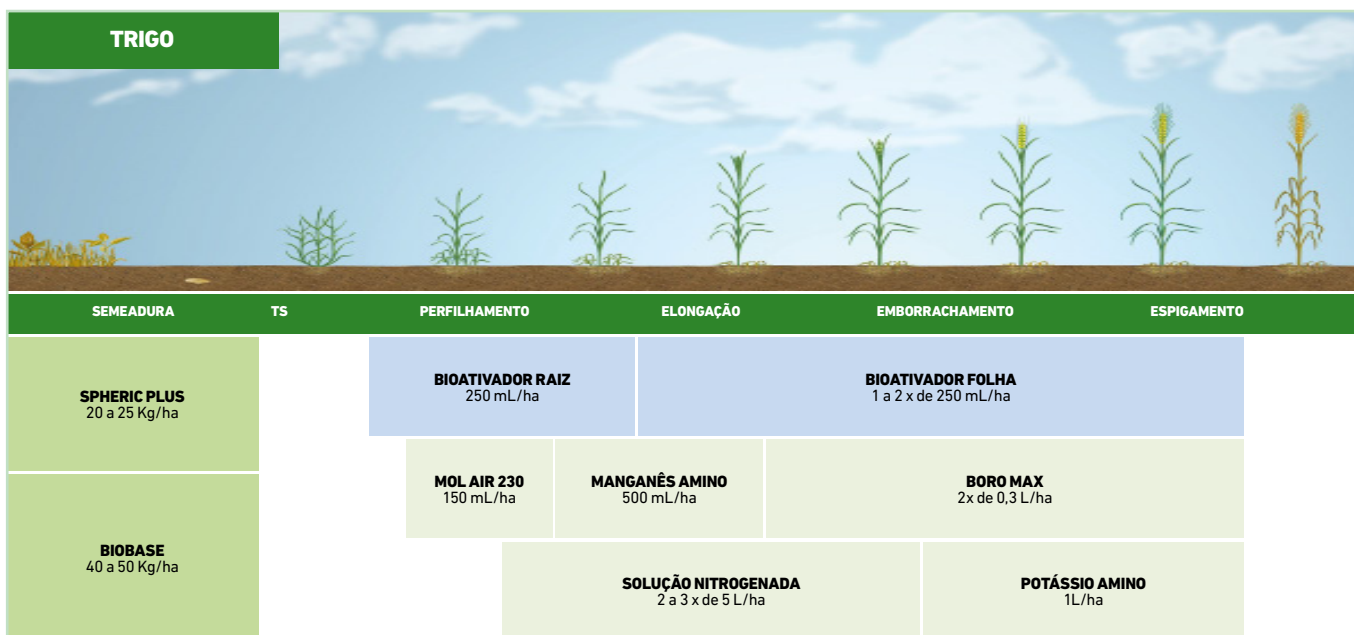 TRIGO
SEMEADURA
TS
PERFILHAMENTO
ELONGAÇÃO
EMBORRACHAMENTO
ESPIGAMENTO
SPHERIC PLUS
20 a 25 Kg/ha
BIOATIVADOR RAIZ
250 mL/ha
BIOATIVADOR FOLHA
1 a 2 x de 250 mL/ha
MOL AIR 230
150 mL/ha
MANGANÊS AMINO
500 mL/ha
BORO MAX
2x de 0,3 L/ha
BIOBASE
40 a 50 Kg/ha
SOLUÇÃO NITROGENADA
2 a 3 x de 5 L/ha
POTÁSSIO AMINO
1L/ha